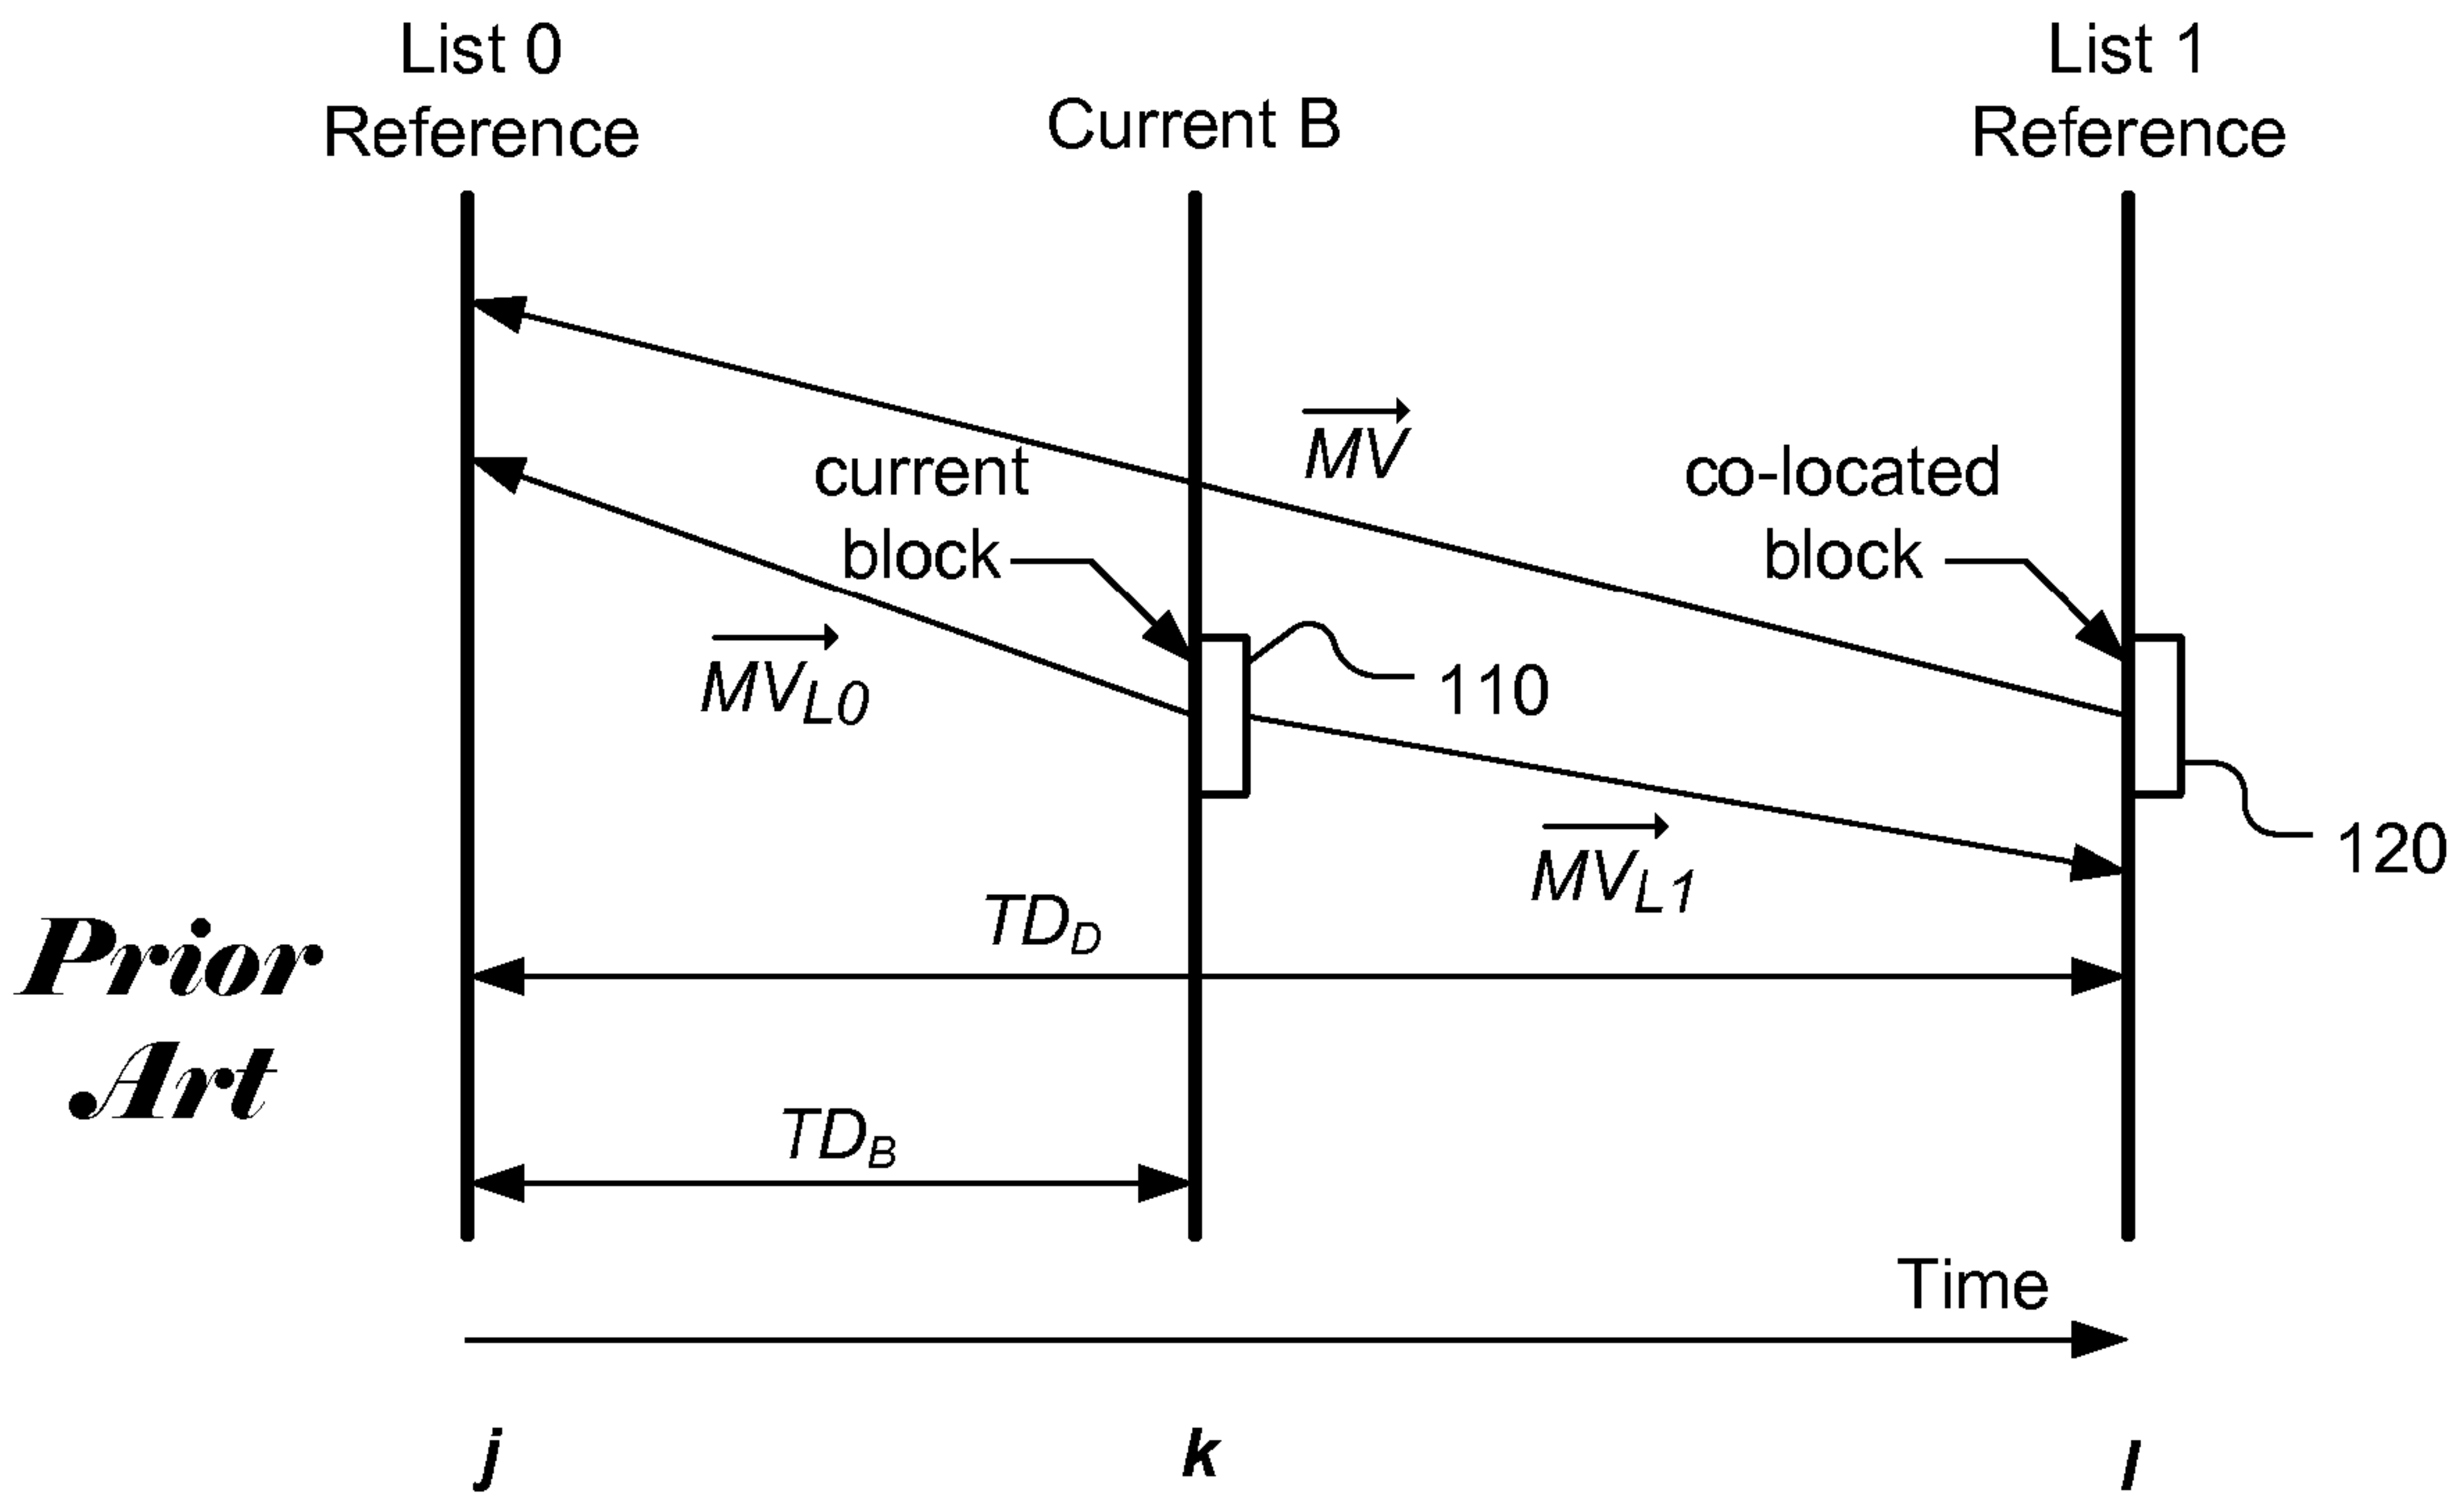 List 0
Reference
Current B
List 1
Reference
MV
current
block
co-located
block
MVL0
110
MVL1
120
TDD
Prior
Art
TDB
Time
j
k
l